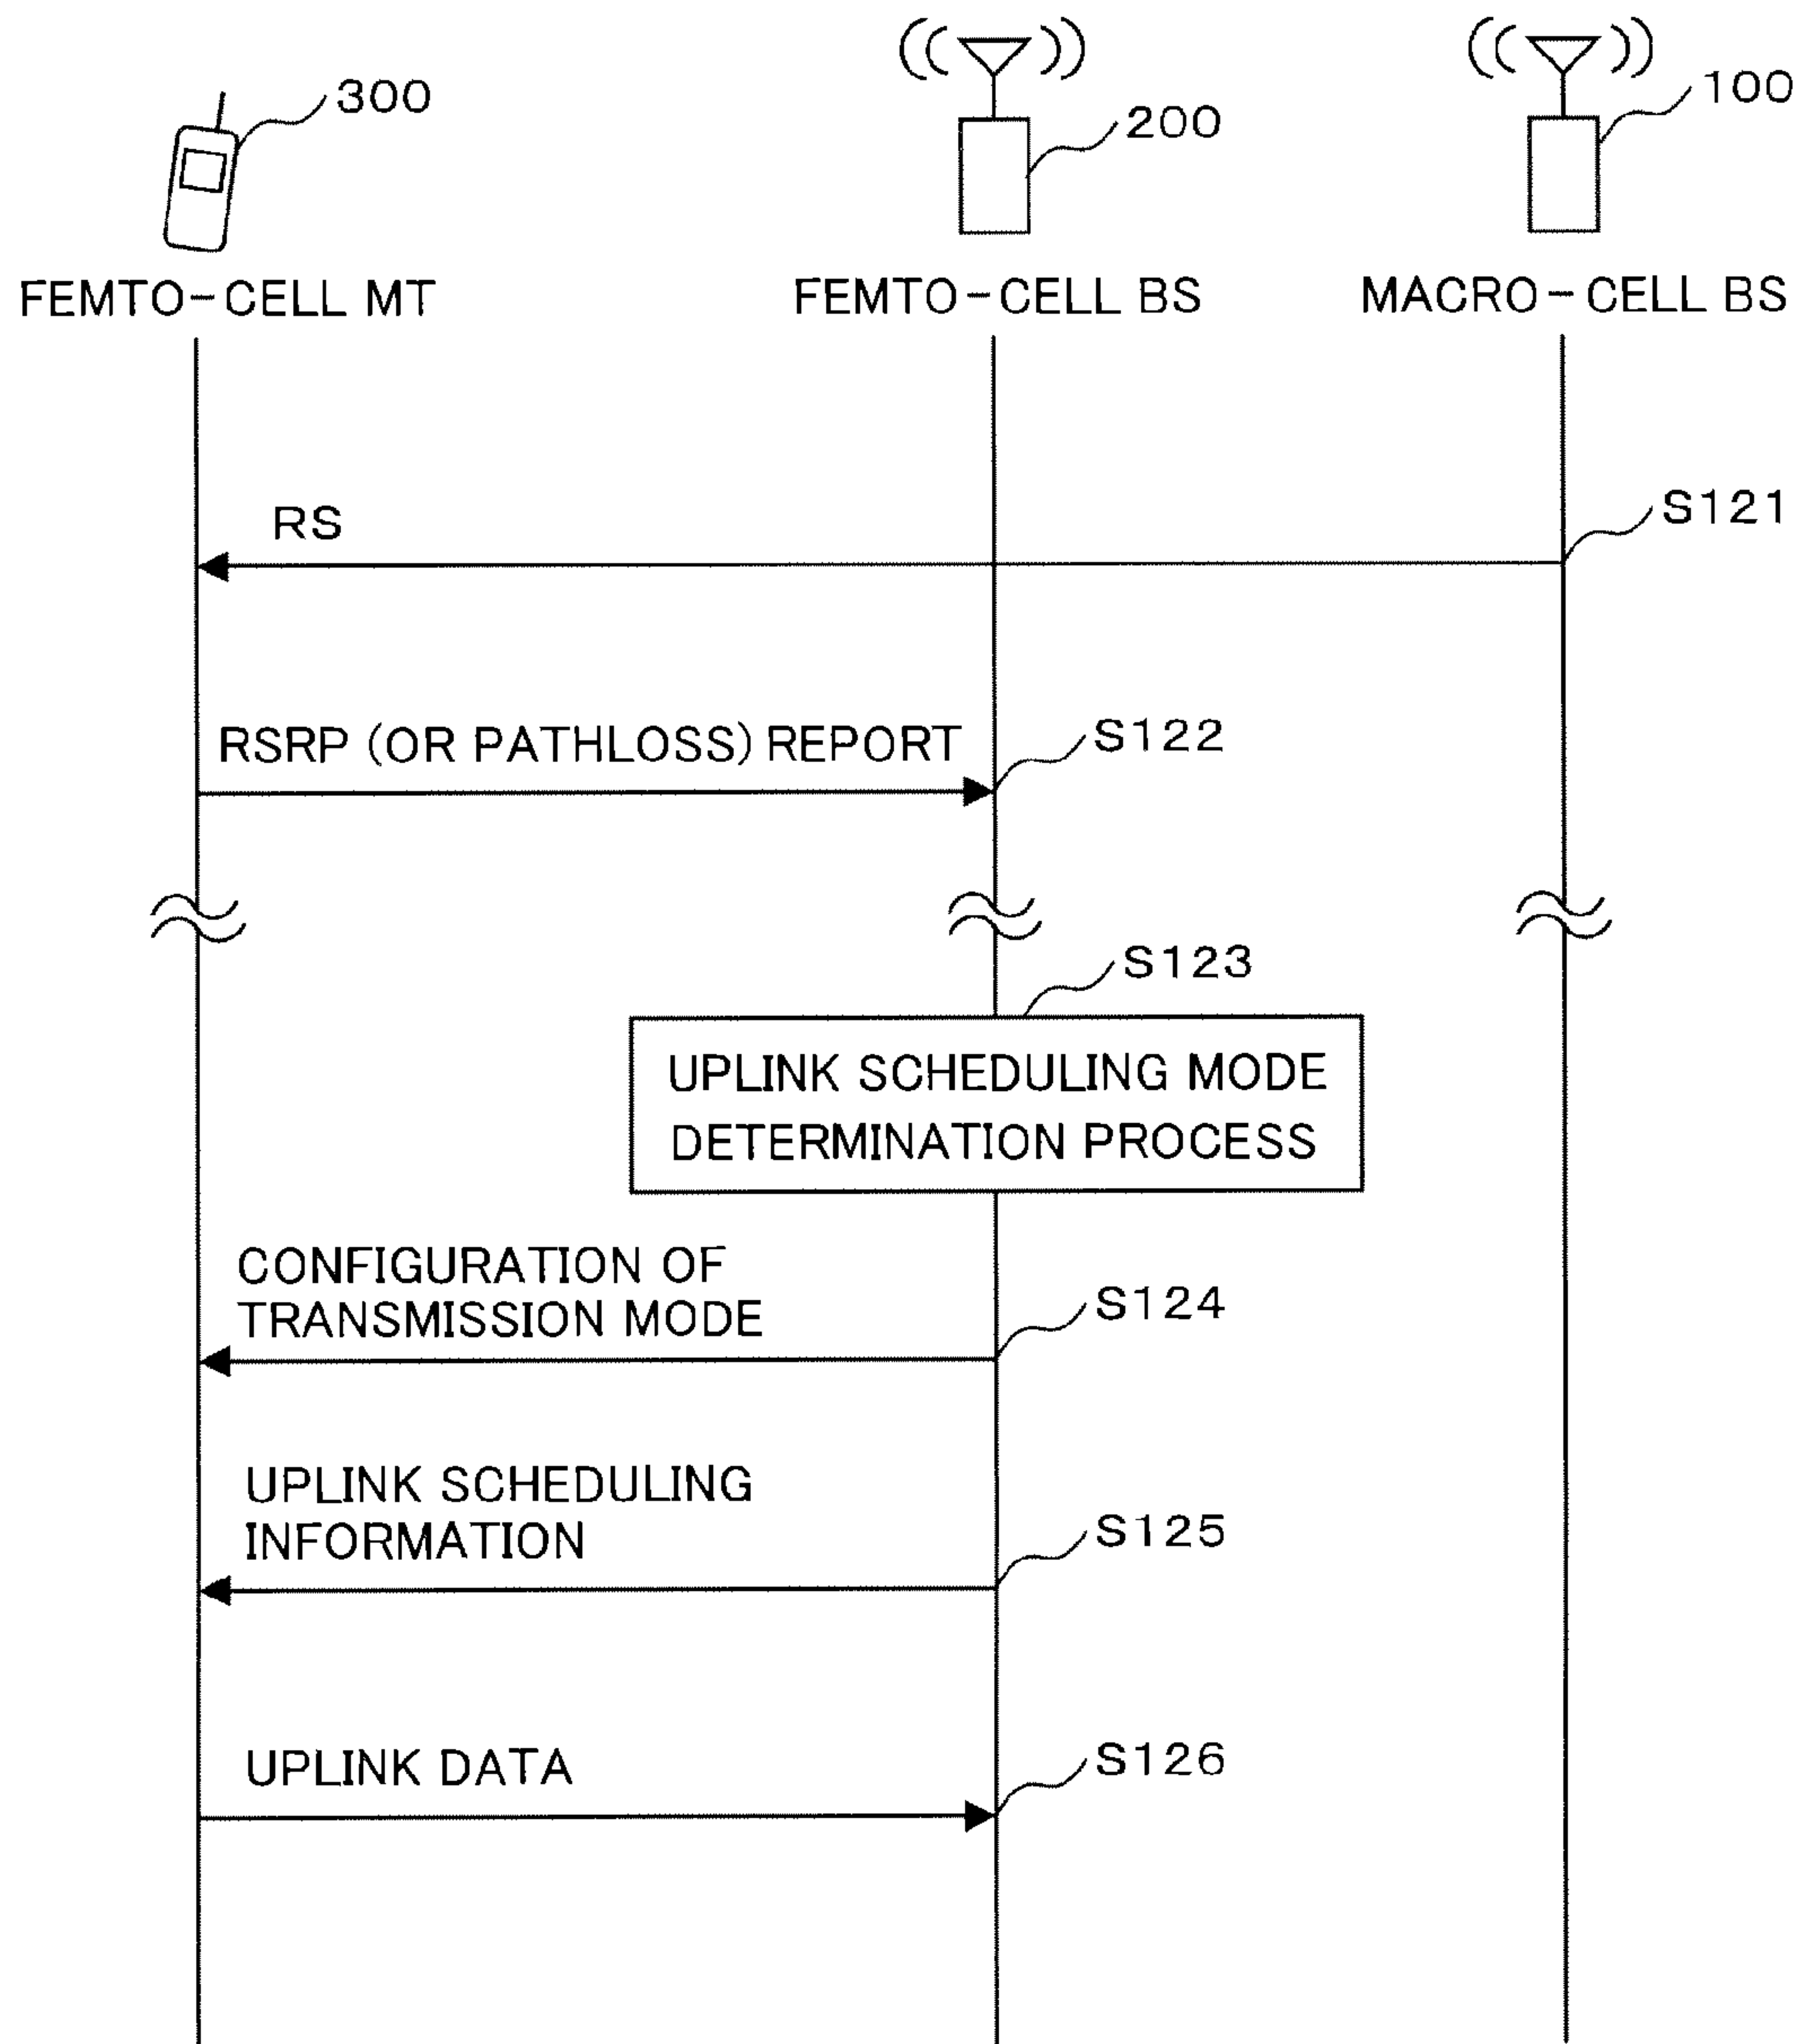 300
200
100
FEMTO-CELL MT
FEMTO-CELL BS
MACRO-CELL BS
RS
S121
RSRP (OR PATHLOSS) REPORT
S122
S123
UPLINK SCHEDULING MODE
DETERMINATION PROCESS
CONFIGURATION OF
TRANSMISSION MODE
S124
UPLINK SCHEDULING
INFORMATION
S125
UPLINK DATA
S126